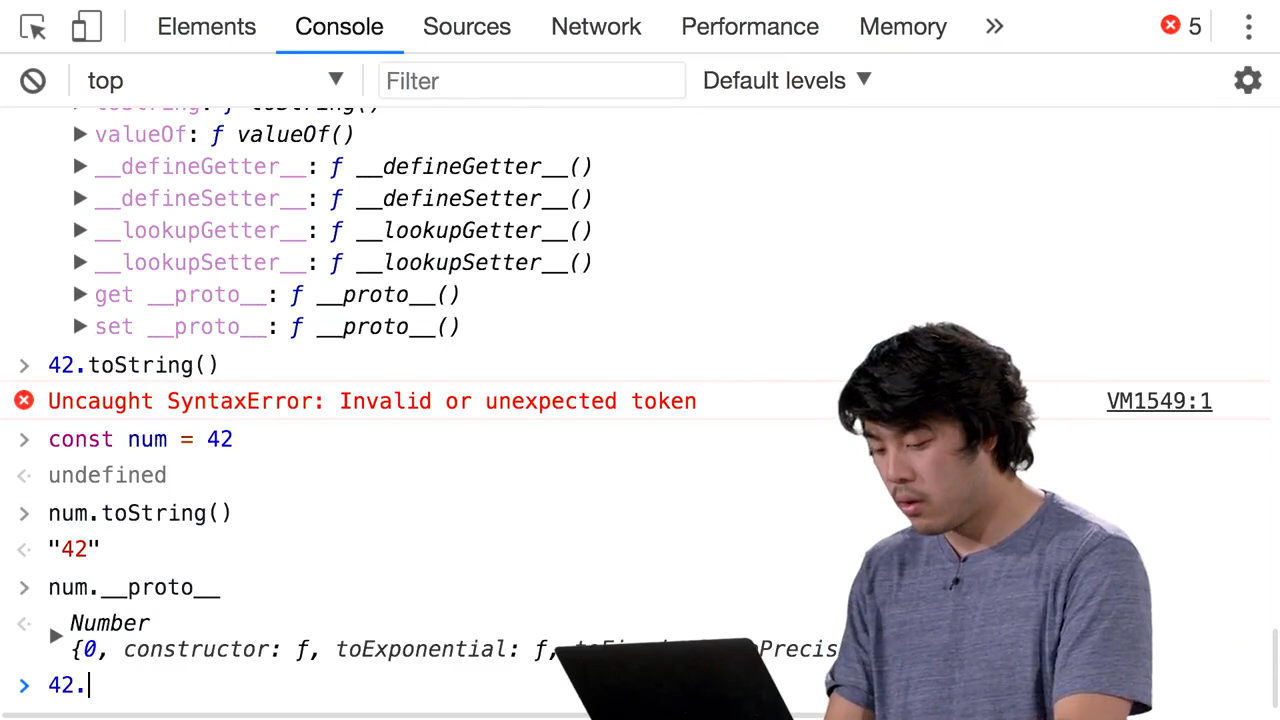 Elements Console Sources Network Performance Memory » 5
top Filter Default levels
toString: ƒ toString()
valueOf: ƒ valueOf()
__defineGetter__: ƒ __defineGetter__()
__defineSetter__: ƒ __defineSetter__()
__lookupGetter__: ƒ __lookupGetter__()
__lookupSetter__: ƒ __lookupSetter__()
get __proto__: ƒ __proto__()
set __proto__: ƒ __proto__()
> 42.toString()
Uncaught SyntaxError: Invalid or unexpected token VM1549:1
> const num = 42
undefined
> num.toString()
"42"
> num.__proto__
Number
{0, constructor: ƒ, toExponential: ƒ,
> 42.